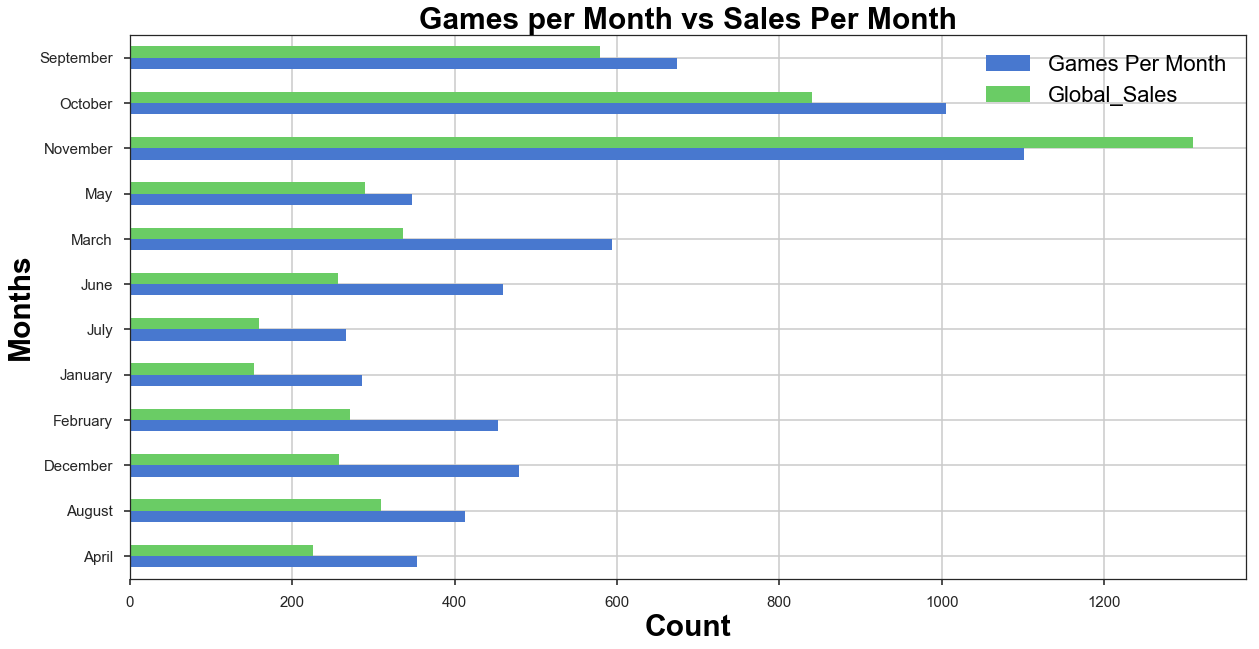 Games per Month vs Sales Per Month
Games Per Month
Global_Sales
Months
September
October
November
May
March
June
July
January
February
December
August
April
0 200 400 600 800 1000 1200
Count